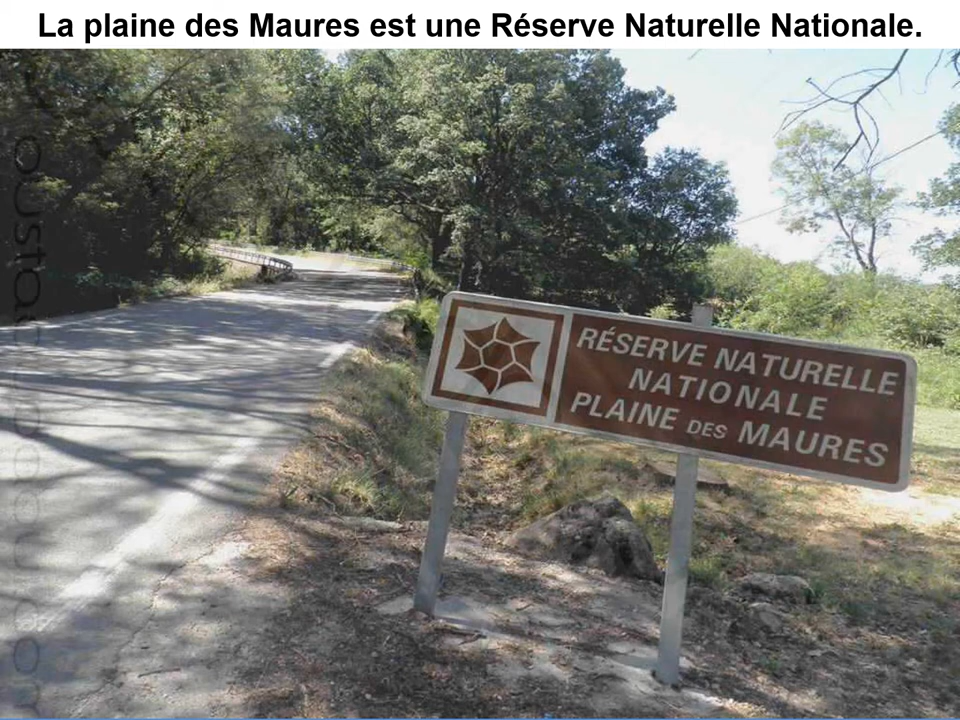 La plaine des Maures est une Réserve Naturelle Nationale.
RÉSERVE NATURELLE
NATIONALE
PLAINE DES MAURES